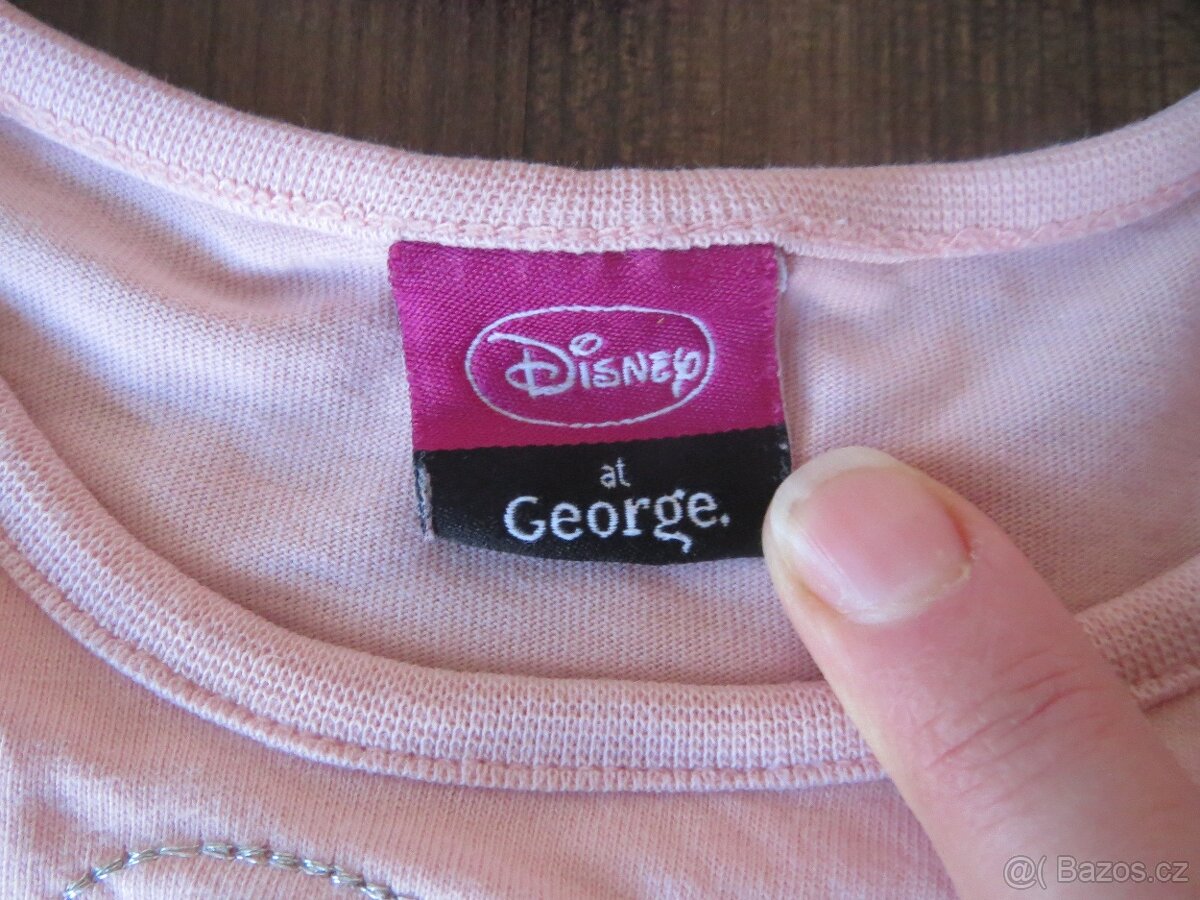 Disney
at
George.
@( Bazos.cz